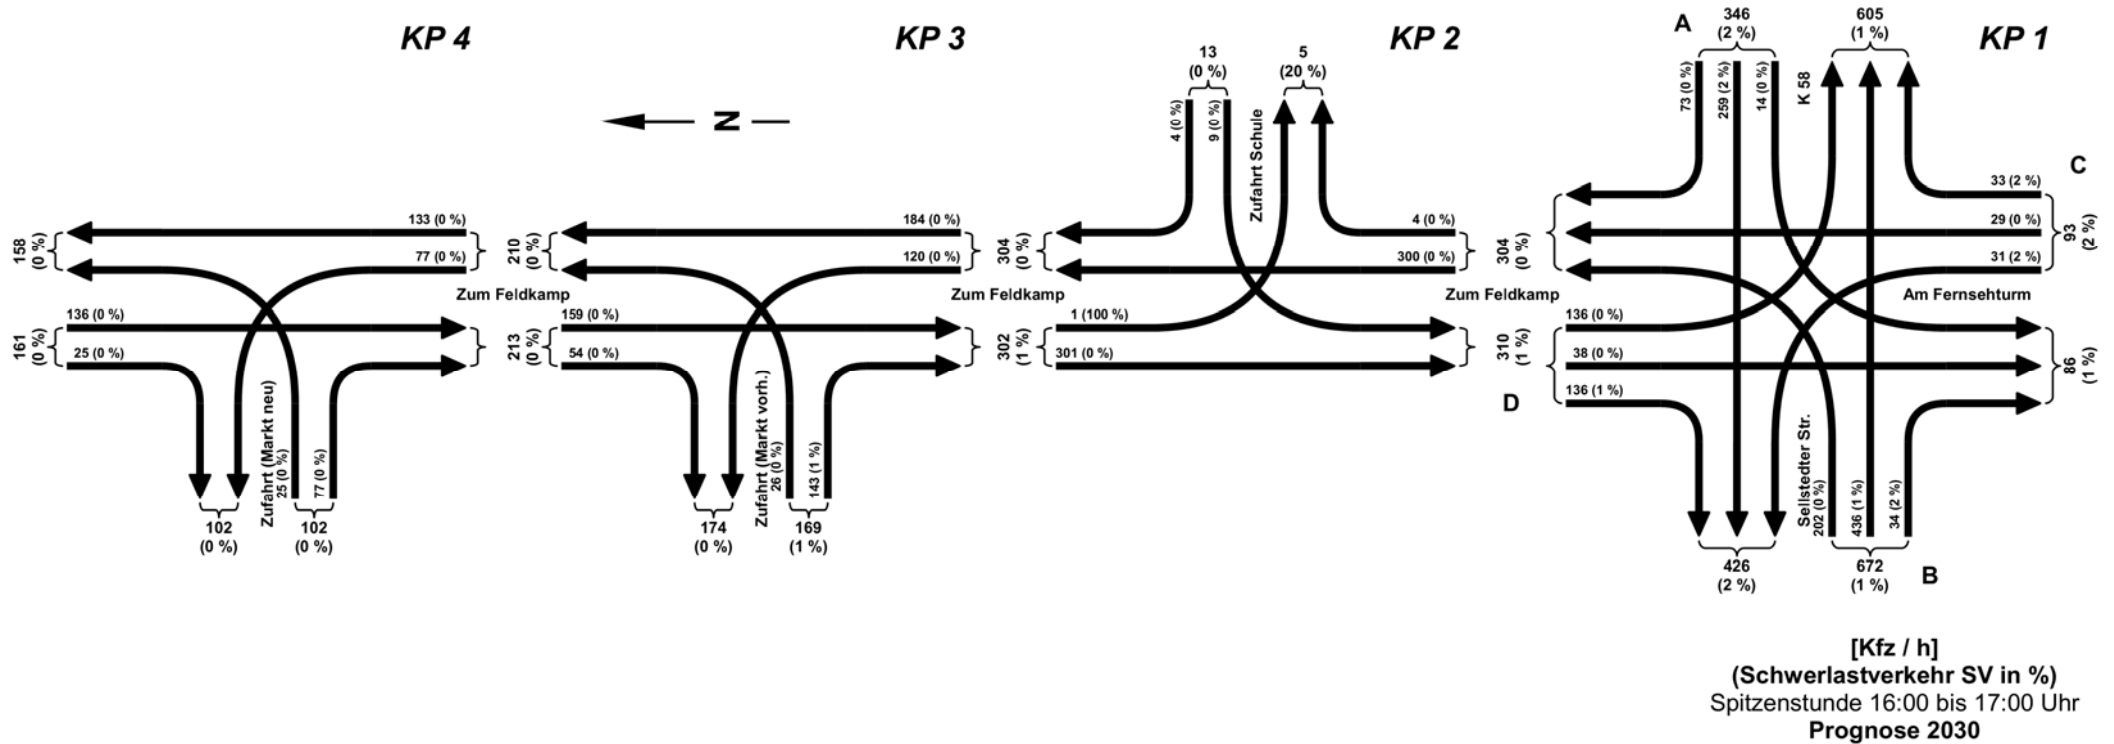 KP 4
158
(0 %)
161
(0 %)
133 (0 %)
77 (0 %)
136 (0 %)
25 (0 %)
Zum Feldkamp
Zufahrt (Markt neu)
25 (0 %)
77 (0 %)
102
(0 %)
102
(0 %)
KP 3
N
210
(0 %)
213
(0 %)
184 (0 %)
120 (0 %)
159 (0 %)
54 (0 %)
Zum Feldkamp
Zufahrt (Markt vorh.)
26 (0 %)
143 (1 %)
174
(0 %)
169
(1 %)
KP 2
13
(0 %)
5
(20 %)
4 (0 %)
9 (0 %)
Zufahrt Schule
304
(0 %)
302
(1 %)
4 (0 %)
300 (0 %)
1 (100 %)
301 (0 %)
Zum Feldkamp
KP 1
A
346
(2 %)
605
(1 %)
73 (0 %)
259 (2 %)
14 (0 %)
K 58
C
304
(0 %)
310
(1 %)
33 (2 %)
29 (0 %)
31 (2 %)
93
(2 %)
Am Fernsehturm
136 (0 %)
38 (0 %)
136 (1 %)
86
(1 %)
D
Sellstedter Str.
202 (0 %)
436 (1 %)
34 (2 %)
426
(2 %)
672
(1 %)
B
[Kfz / h]
(Schwerlastverkehr SV in %)
Spitzenstunde 16:00 bis 17:00 Uhr
Prognose 2030